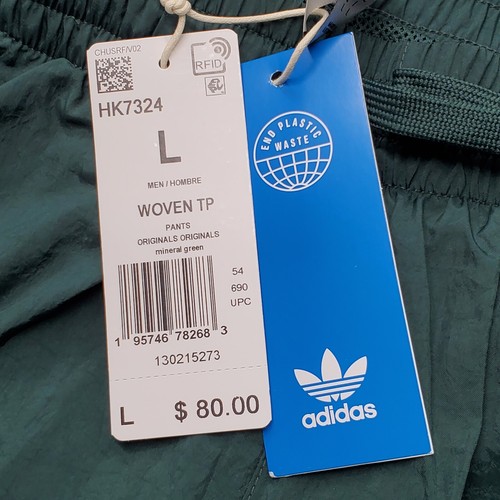 CHUSRF/V02
RFID
HK7324
L
MEN / HOMBRE
WOVEN TP
PANTS
ORIGINALS ORIGINALS
mineral green
54
690
UPC
1 95746 78268 3
130215273
L $ 80.00
END PLASTIC
WASTE
adidas